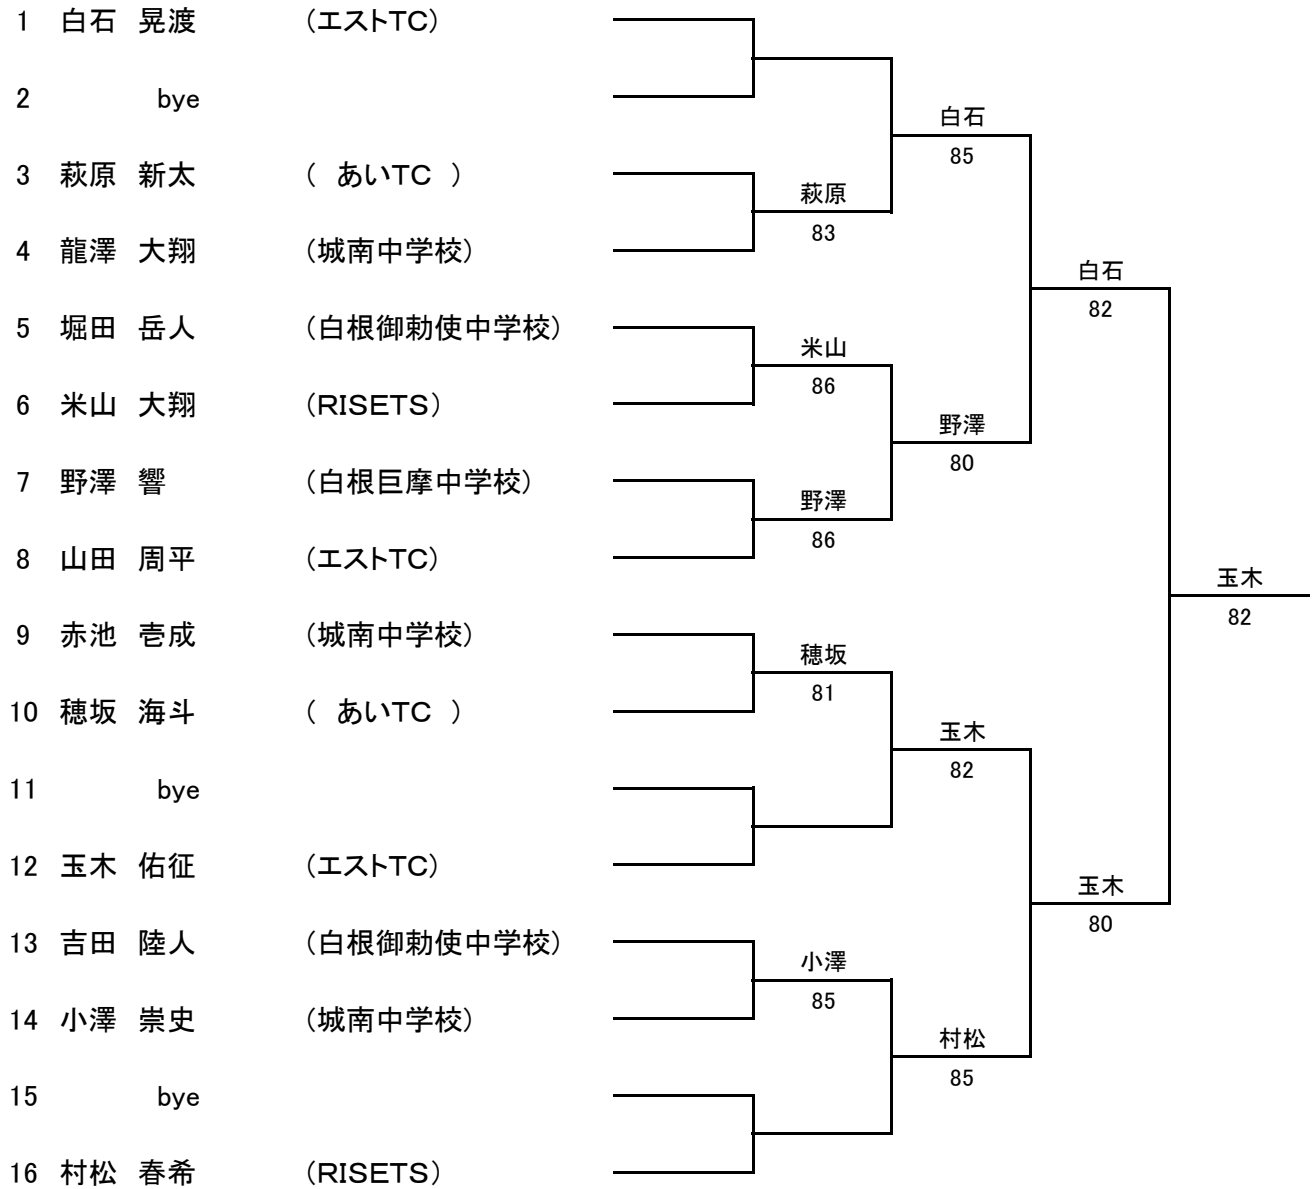 1 白石 晃渡 （エストTC）
2 bye
白石
85
3 萩原 新太 （ あいTC ）
萩原
83
4 龍澤 大翔 （城南中学校）
白石
82
5 堀田 岳人 （白根御勅使中学校）
米山
86
6 米山 大翔 （RISETS）
野澤
80
7 野澤 響 （白根巨摩中学校）
野澤
86
8 山田 周平 （エストTC）
玉木
82
9 赤池 壱成 （城南中学校）
穂坂
81
10 穂坂 海斗 （ あいTC ）
玉木
82
11 bye
12 玉木 佑征 （エストTC）
玉木
80
13 吉田 陸人 （白根御勅使中学校）
小澤
85
14 小澤 崇史 （城南中学校）
村松
85
15 bye
16 村松 春希 （RISETS）